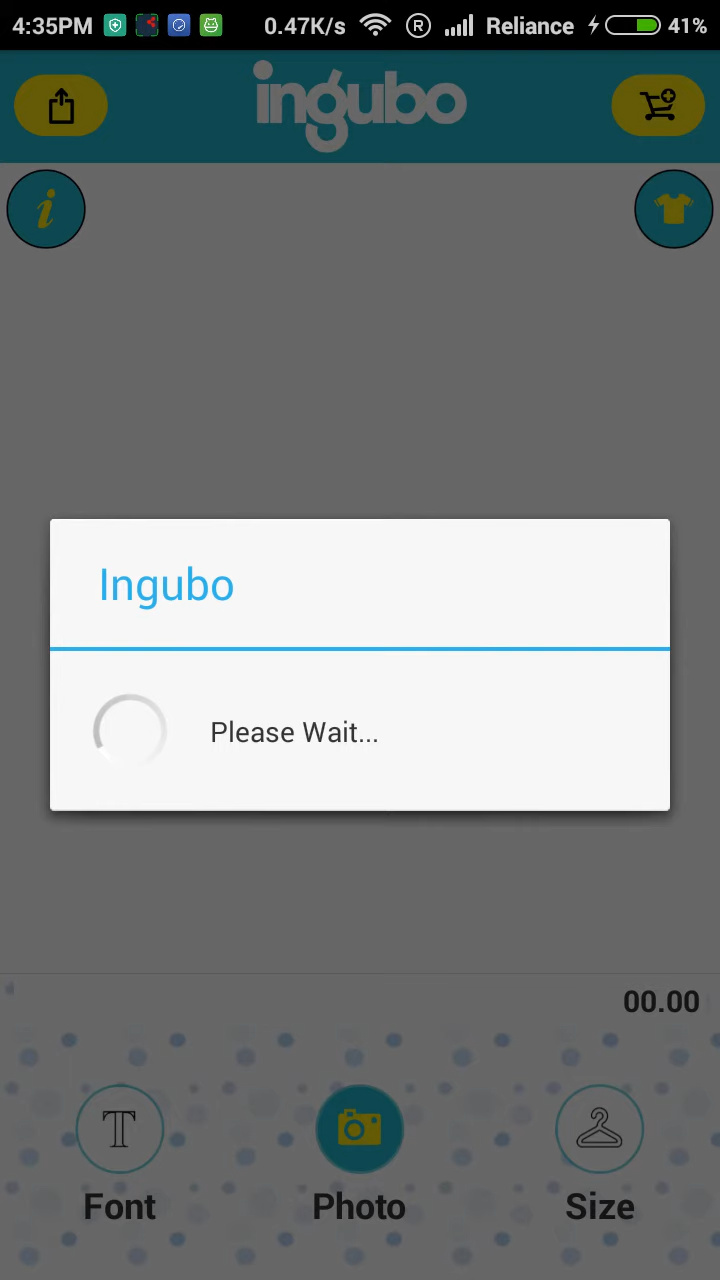 4:35PM 0.47K/s R Reliance 41%
ingubo
i
Ingubo
Please Wait...
00.00
T
Font Photo Size